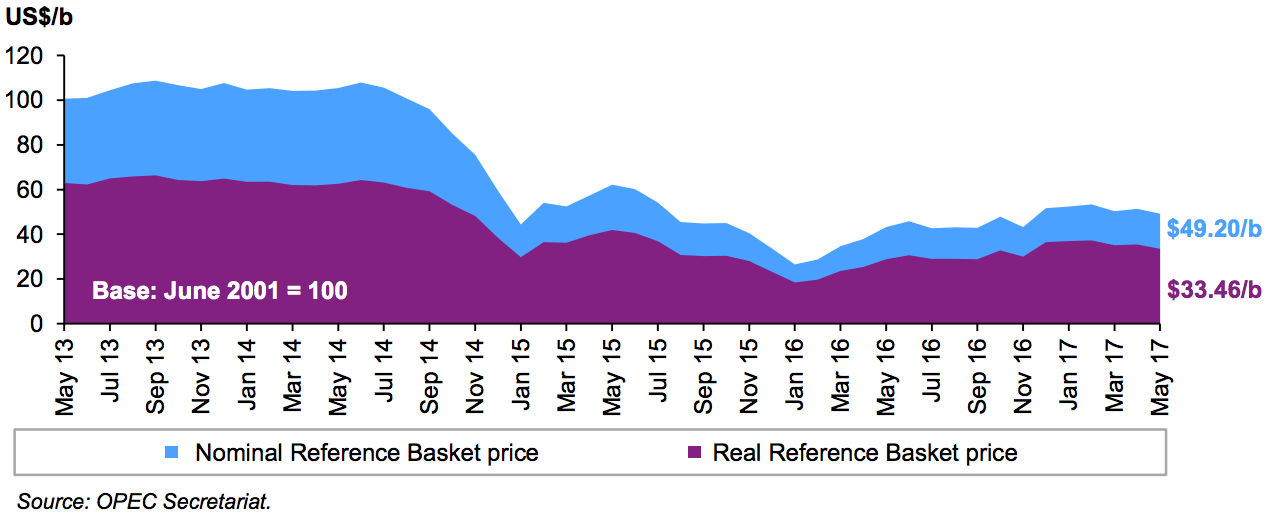 US$/b
120
100
80
60
40
20
0
Base: June 2001 = 100
$49.20/b
$33.46/b
May 13
Jul 13
Sep 13
Nov 13
Jan 14
Mar 14
May 14
Jul 14
Sep 14
Nov 14
Jan 15
Mar 15
May 15
Jul 15
Sep 15
Nov 15
Jan 16
Mar 16
May 16
Jul 16
Sep 16
Nov 16
Jan 17
Mar 17
May 17
Nominal Reference Basket price
Real Reference Basket price
Source: OPEC Secretariat.